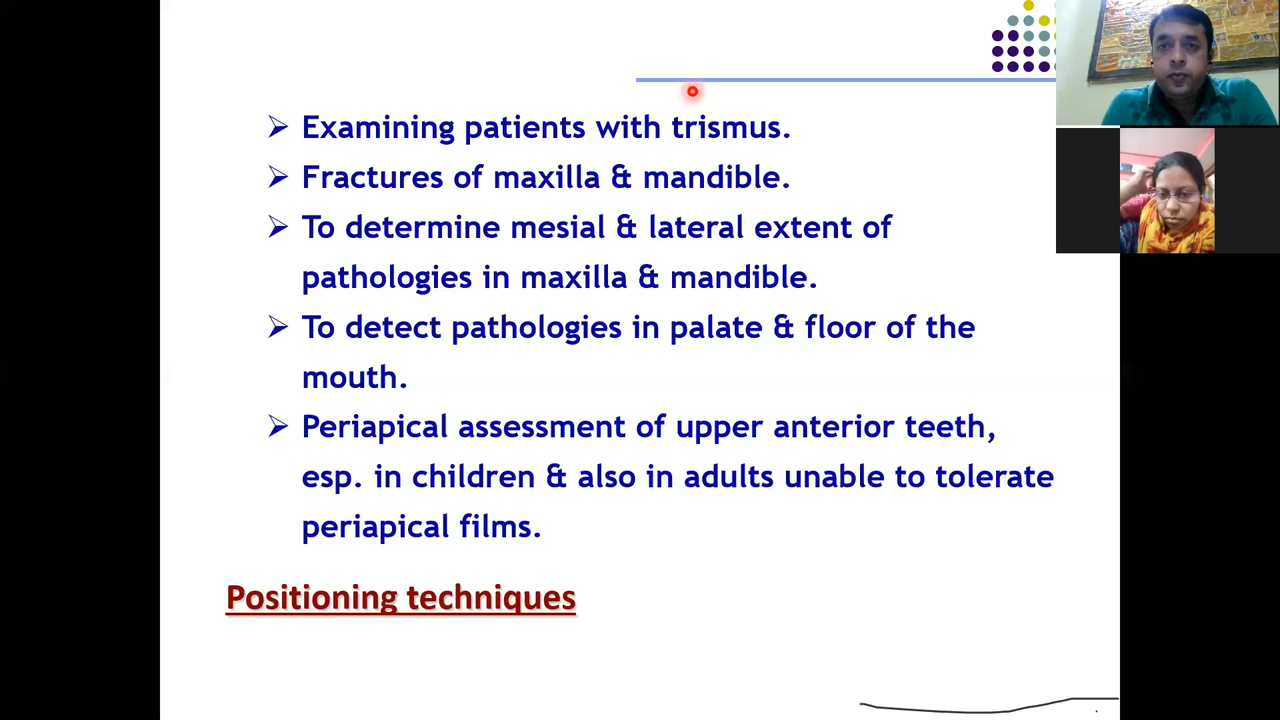 ➢ Examining patients with trismus.
➢ Fractures of maxilla & mandible.
➢ To determine mesial & lateral extent of
pathologies in maxilla & mandible.
➢ To detect pathologies in palate & floor of the
mouth.
➢ Periapical assessment of upper anterior teeth,
esp. in children & also in adults unable to tolerate
periapical films.
Positioning techniques